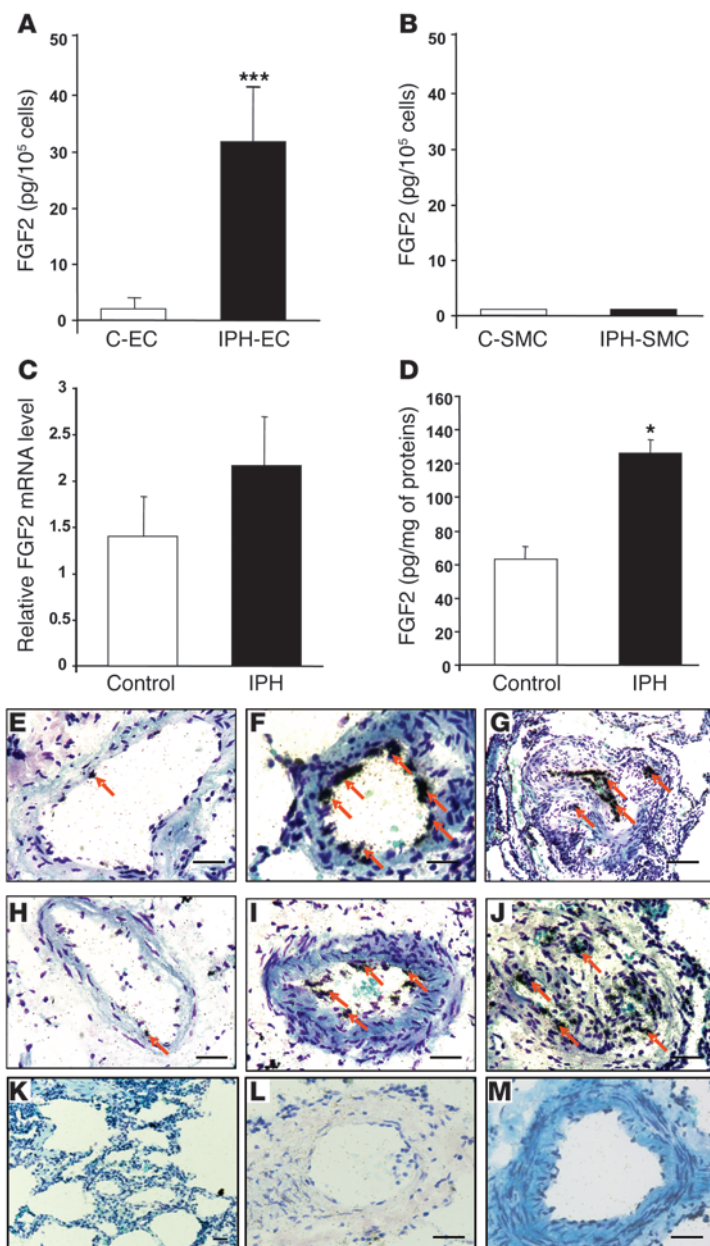 A
FGF2 (pg/10⁵ cells)
50
40
30
20
10
0
***
C-EC IPH-EC
B
FGF2 (pg/10⁵ cells)
50
40
30
20
10
0
C-SMC IPH-SMC
C
Relative FGF2 mRNA level
3
2.5
2
1.5
1
0.5
0
Control IPH
D
FGF2 (pg/mg of proteins)
160
140
120
100
80
60
40
20
0
*
Control IPH
E
F
G
H
I
J
K
L
M